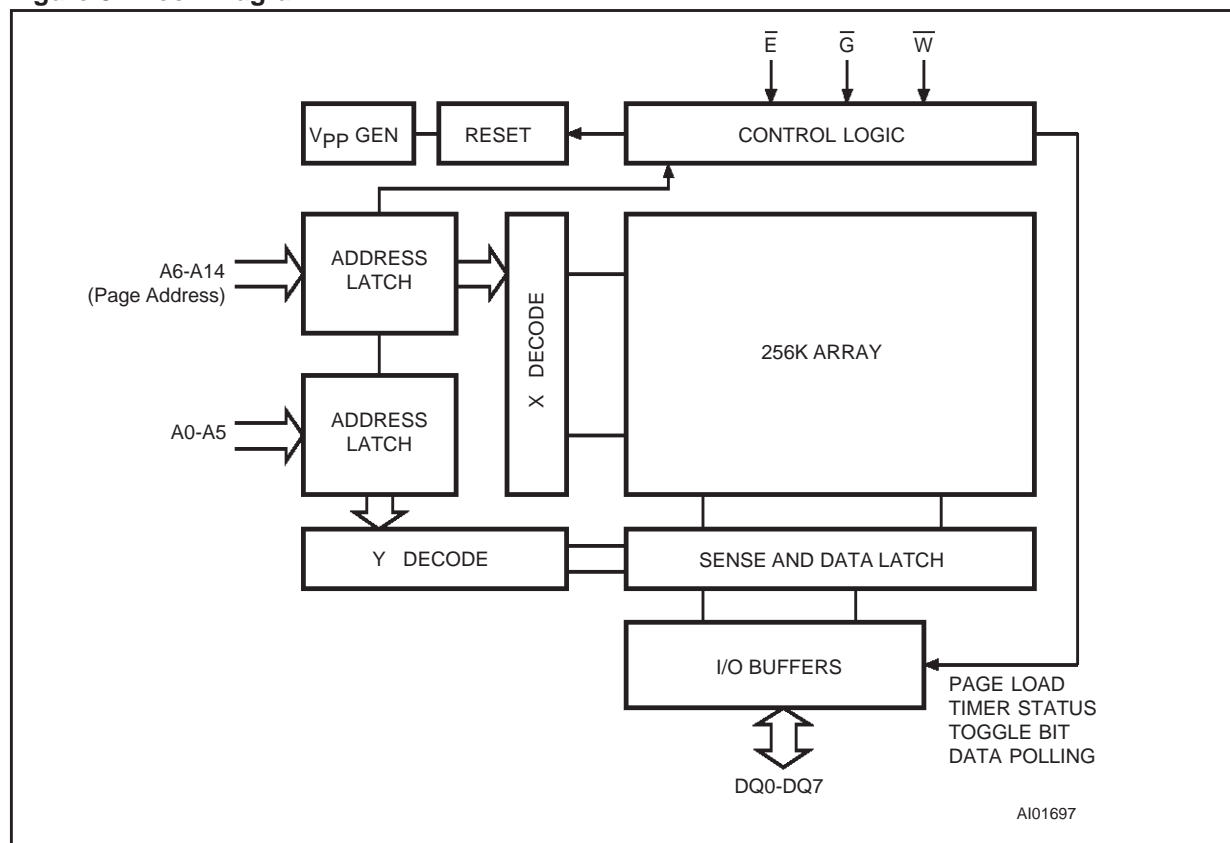 E̅ G̅ W̅
VPP GEN RESET CONTROL LOGIC
A6-A14
(Page Address)
ADDRESS
LATCH
X DECODE
256K ARRAY
A0-A5
ADDRESS
LATCH
Y DECODE
SENSE AND DATA LATCH
I/O BUFFERS
PAGE LOAD
TIMER STATUS
TOGGLE BIT
DATA POLLING
DQ0-DQ7
AI01697